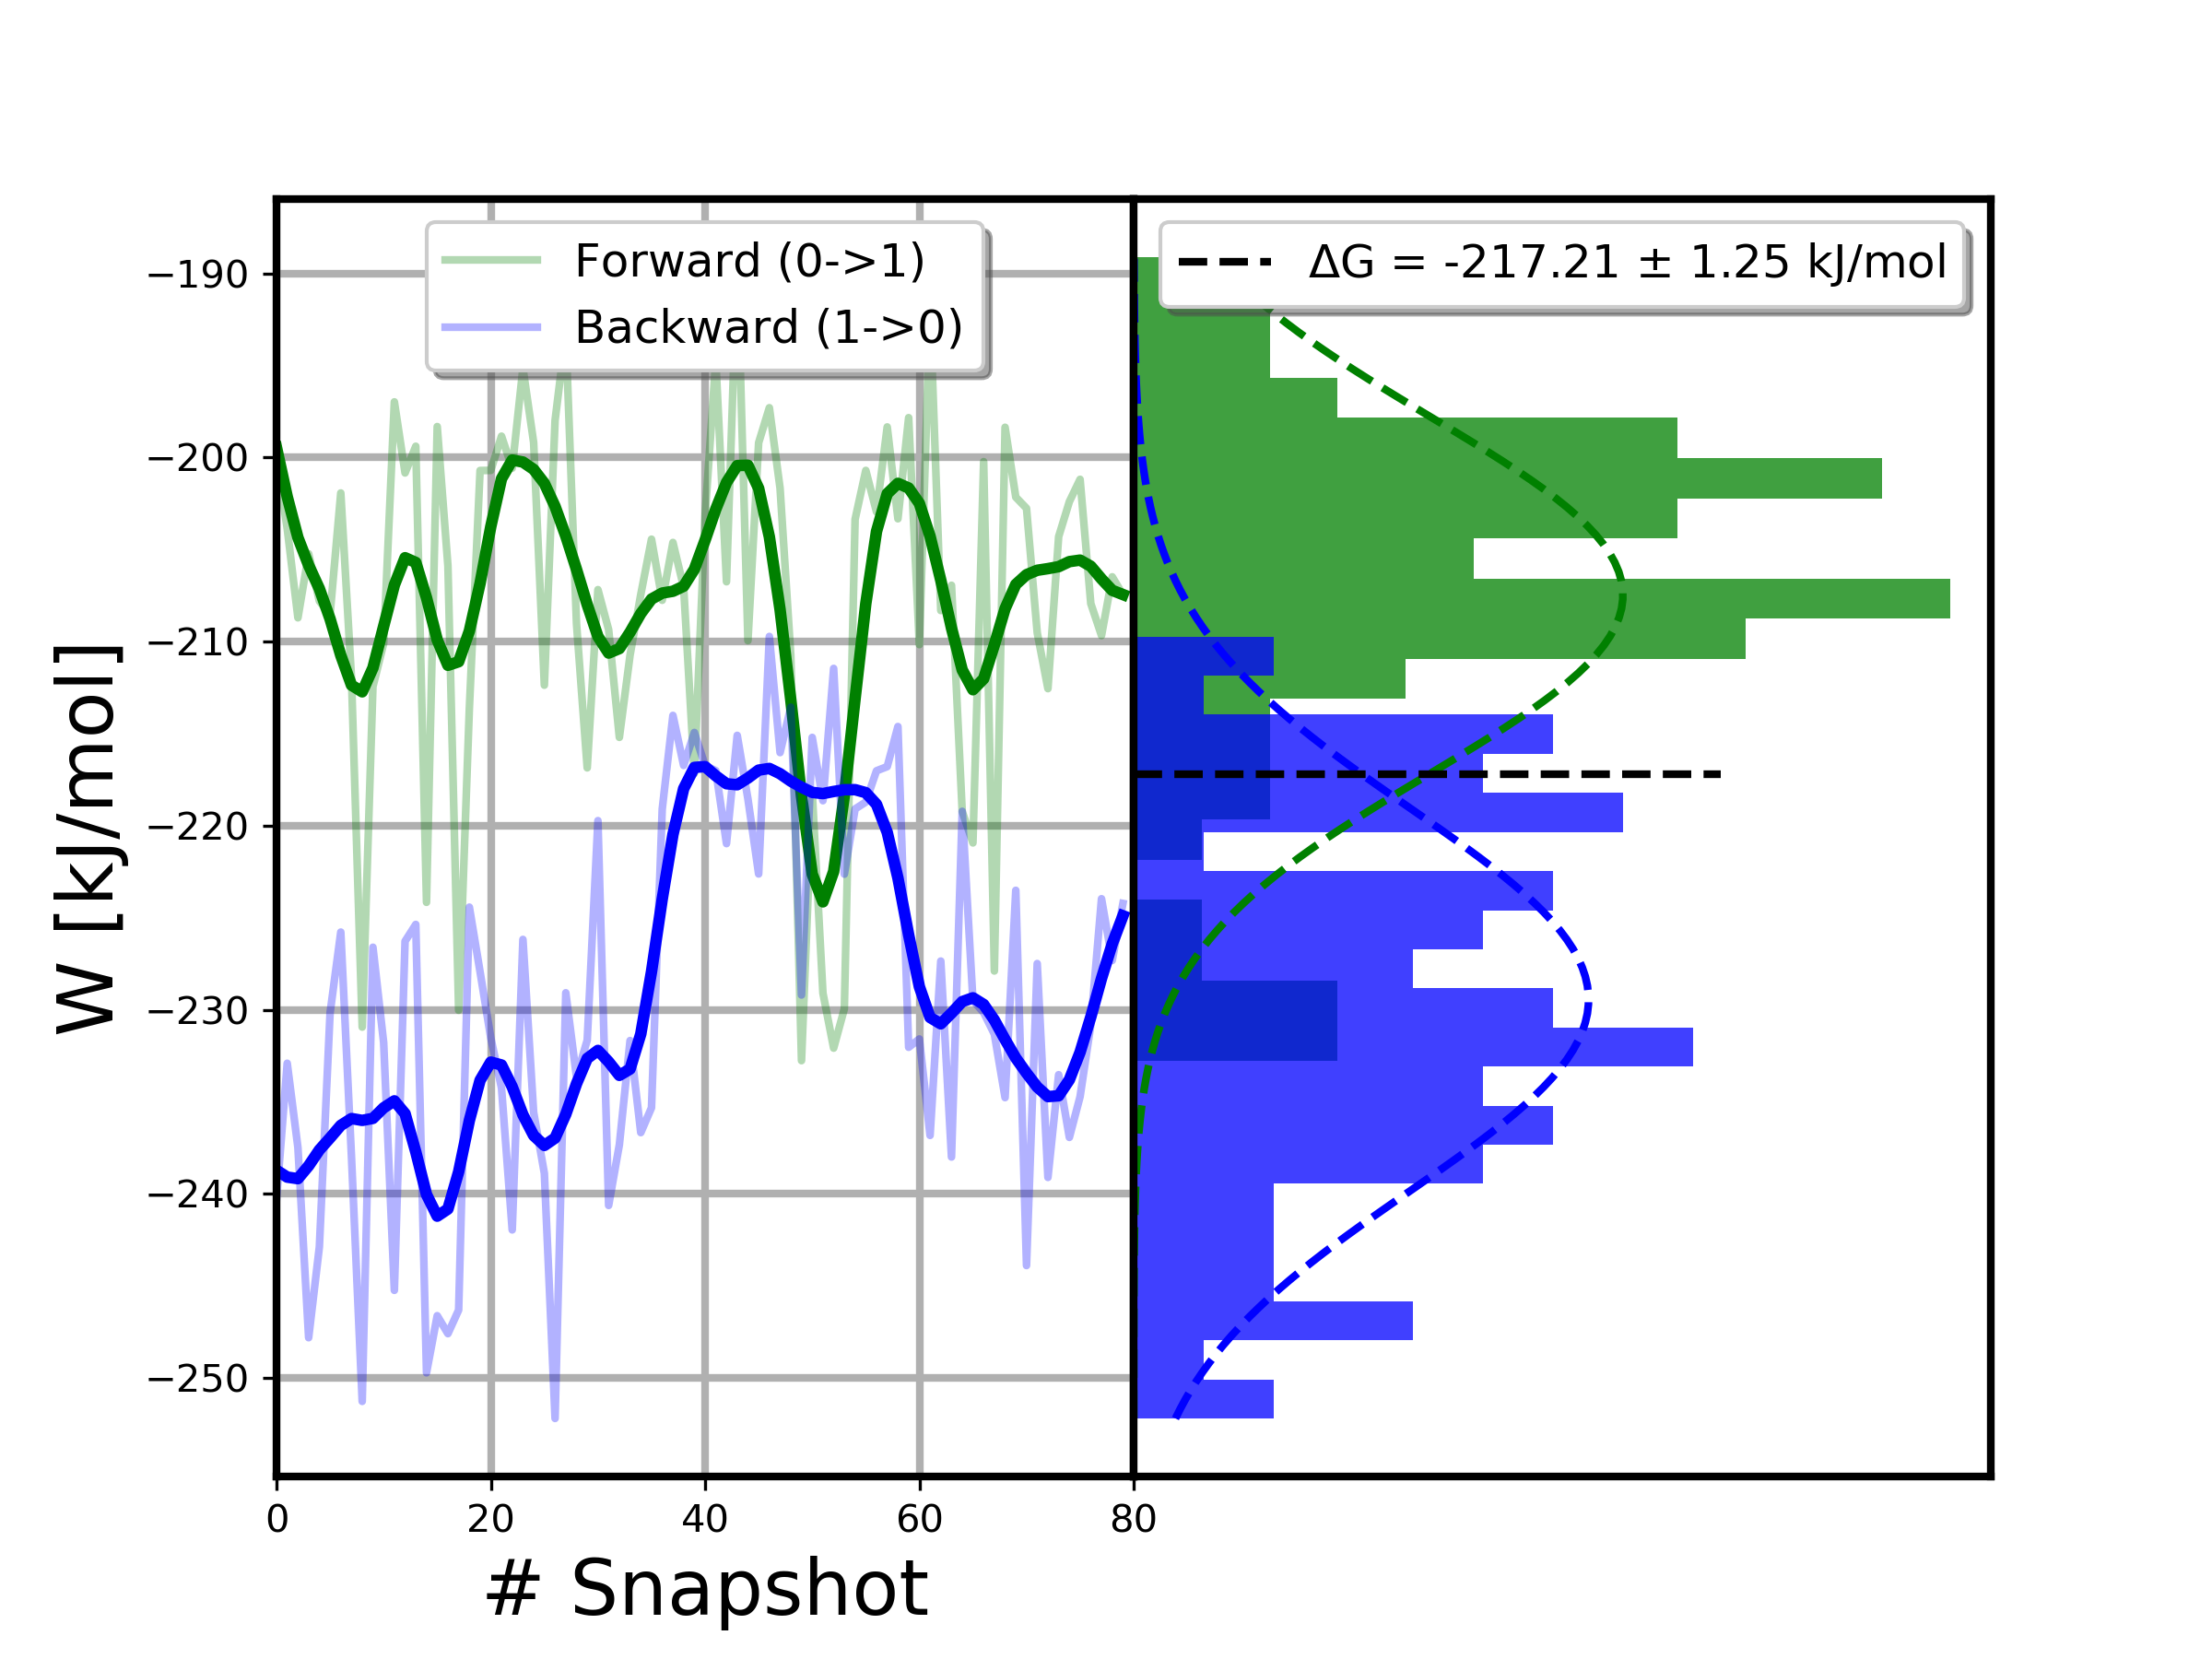 Forward (0->1)
Backward (1->0)
ΔG = -217.21 ± 1.25 kJ/mol
−190
−200
−210
−220
−230
−240
−250
W [kJ/mol]
0 20 40 60 80
# Snapshot